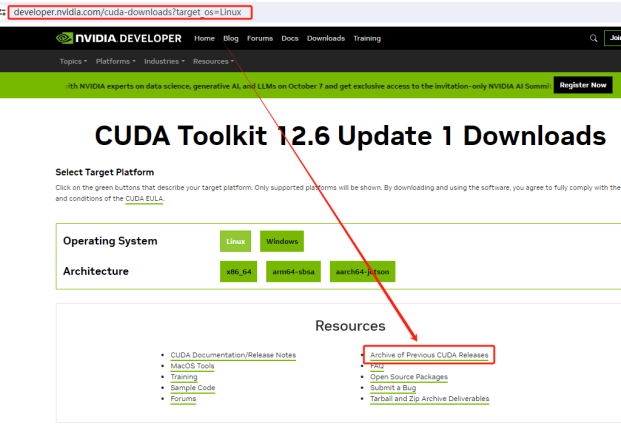 developer.nvidia.com/cuda-downloads?target_os=Linux
NVIDIA DEVELOPER Home Blog Forums Docs Downloads Training Joi
Topics Platforms Industries Resources
ith NVIDIA experts on data science, generative AI, and LLMs on October 7 and get exclusive access to the invitation-only NVIDIA AI Summi Register Now
CUDA Toolkit 12.6 Update 1 Downloads
Select Target Platform
Click on the green buttons that describe your target platform. Only supported platforms will be shown. By downloading and using the software, you agree to fully comply with the
and conditions of the CUDA EULA.
Operating System Linux Windows
Architecture x86_64 arm64-sbsa aarch64-jetson
Resources
CUDA Documentation/Release Notes
MacOS Tools
Training
Sample Code
Forums
Archive of Previous CUDA Releases
FAQ
Open Source Packages
Submit a Bug
Tarball and Zip Archive Deliverables